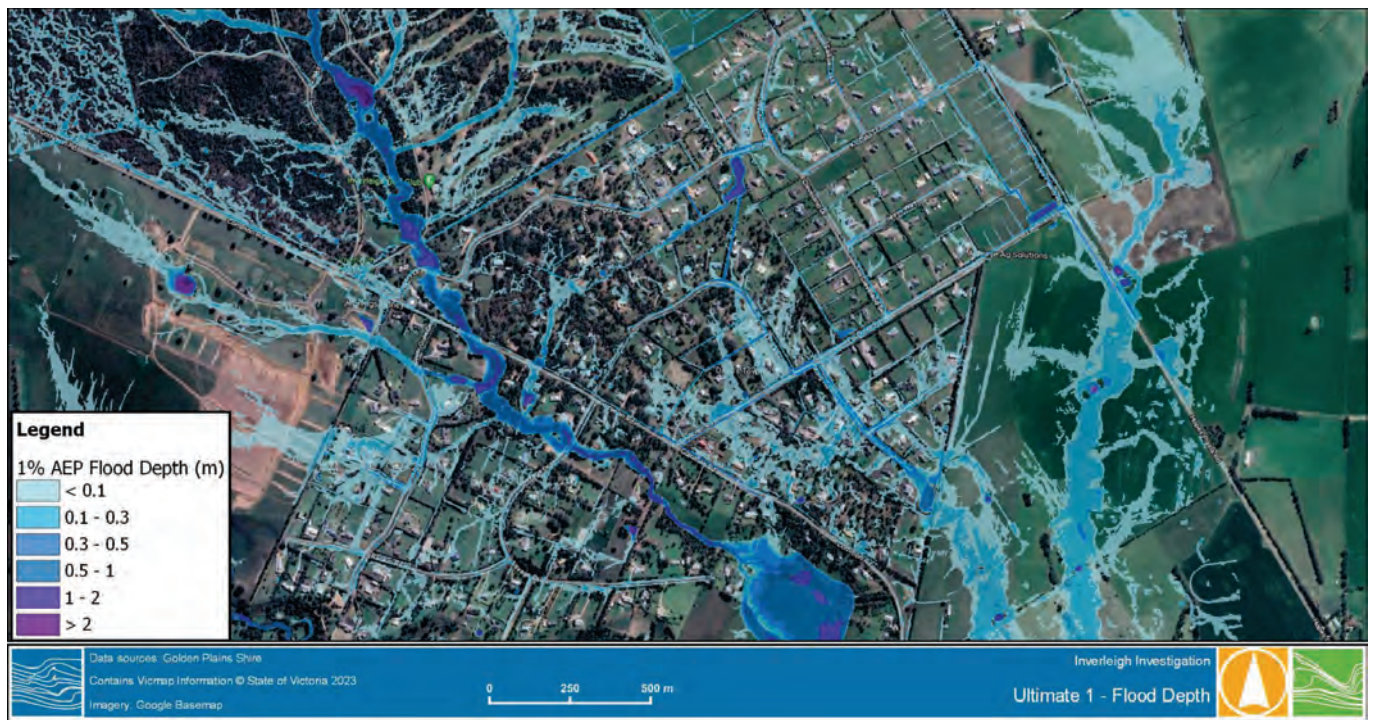 Ag Solutions
Legend
1% AEP Flood Depth (m)
< 0.1
0.1 - 0.3
0.3 - 0.5
0.5 - 1
1 - 2
> 2
Data sources: Golden Plains Shire
Contains Vicmap Information © State of Victoria 2023
Imagery: Google Basemap
0 250 500 m
Inverleigh Investigation
Ultimate 1 - Flood Depth